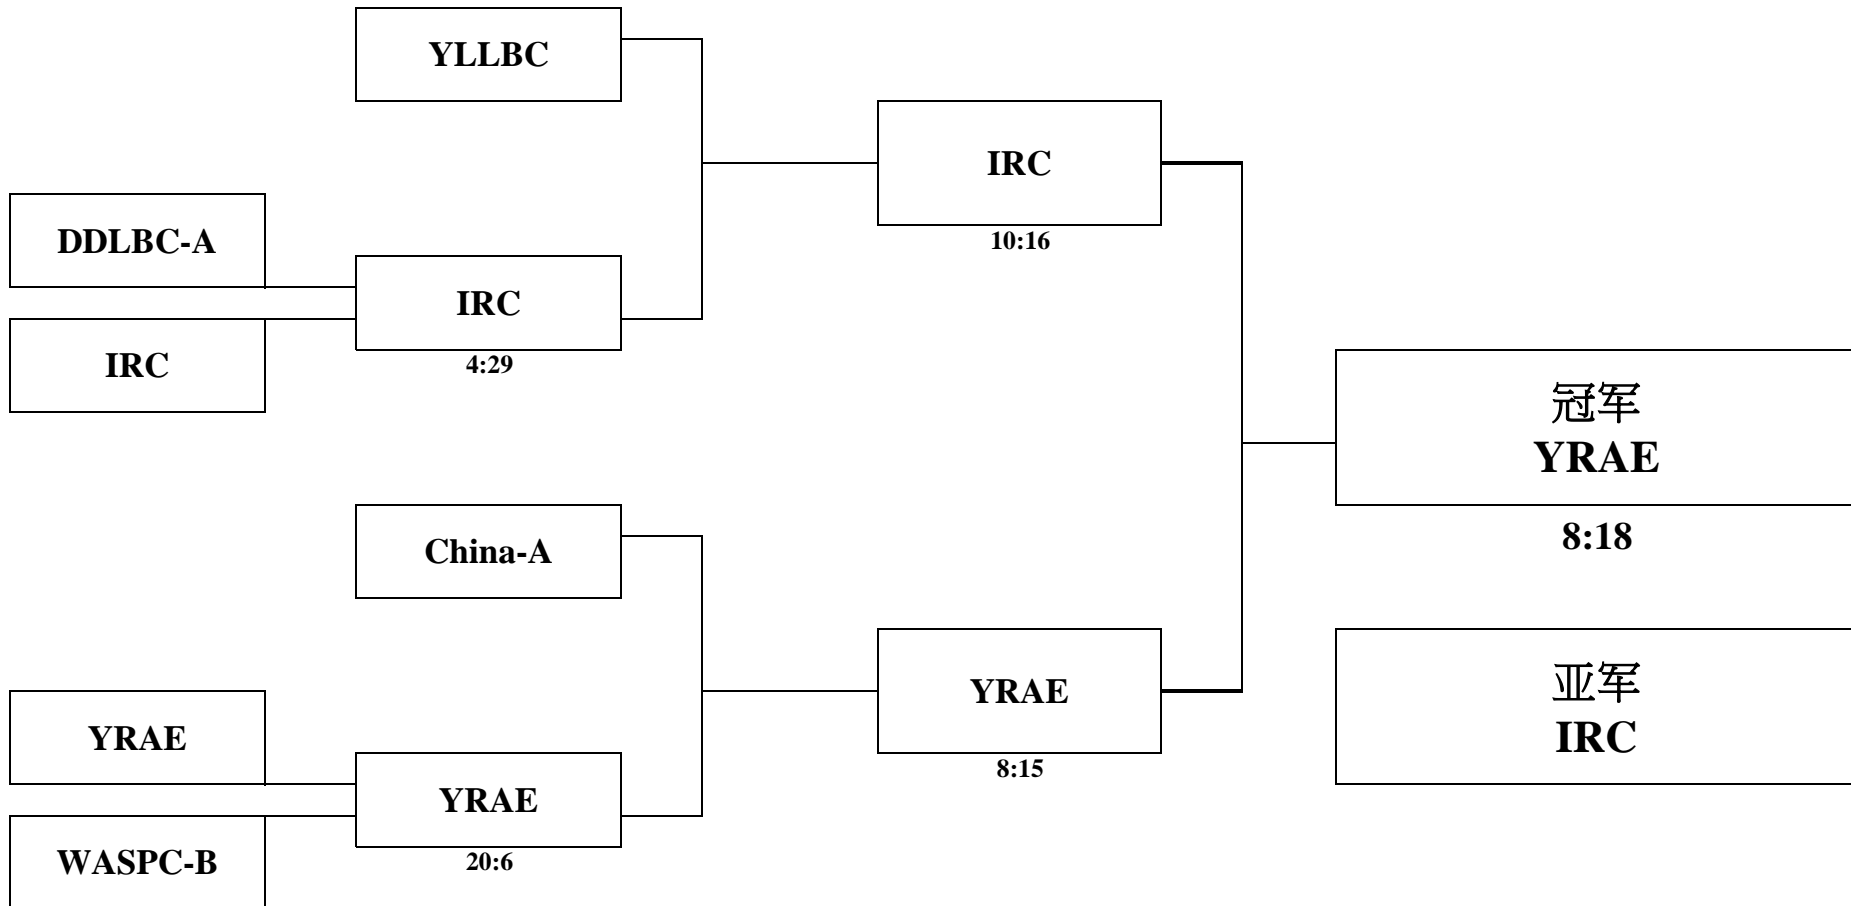 YLLBC
IRC
10:16
DDLBC-A
IRC
4:29
IRC
冠军
YRAE
8:18
China-A
亚军
IRC
YRAE
8:15
YRAE
YRAE
20:6
WASPC-B